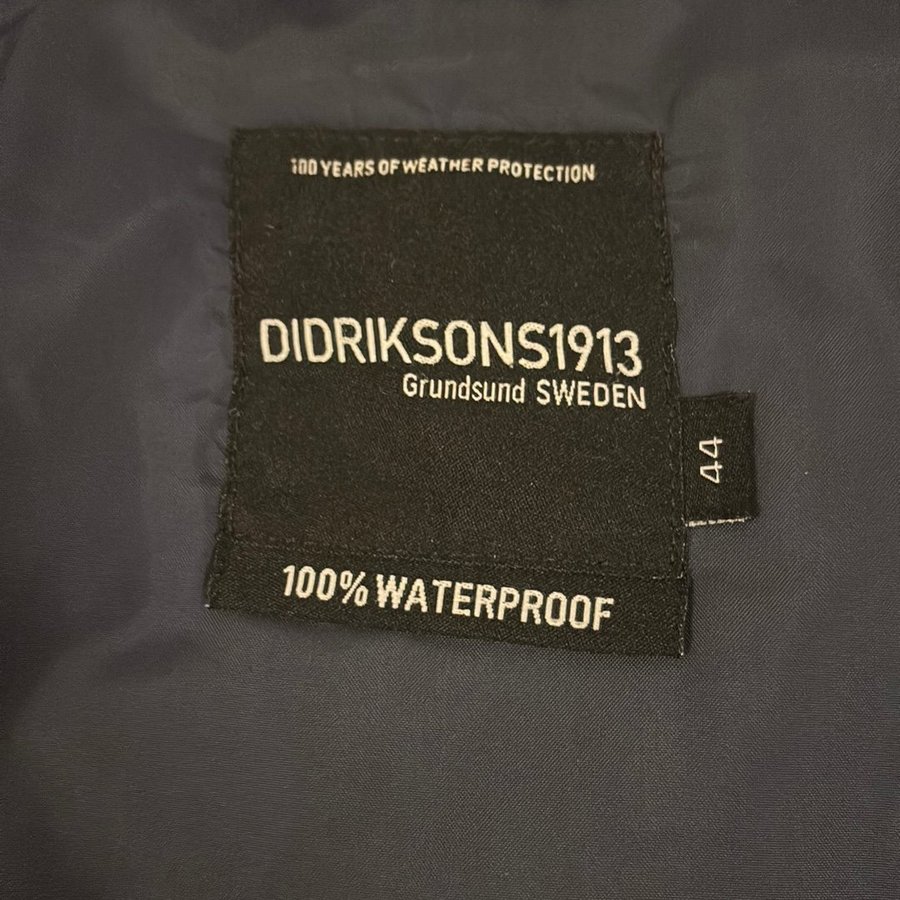 100 YEARS OF WEATHER PROTECTION
DIDRIKSONS1913
Grundsund SWEDEN
44
100% WATERPROOF